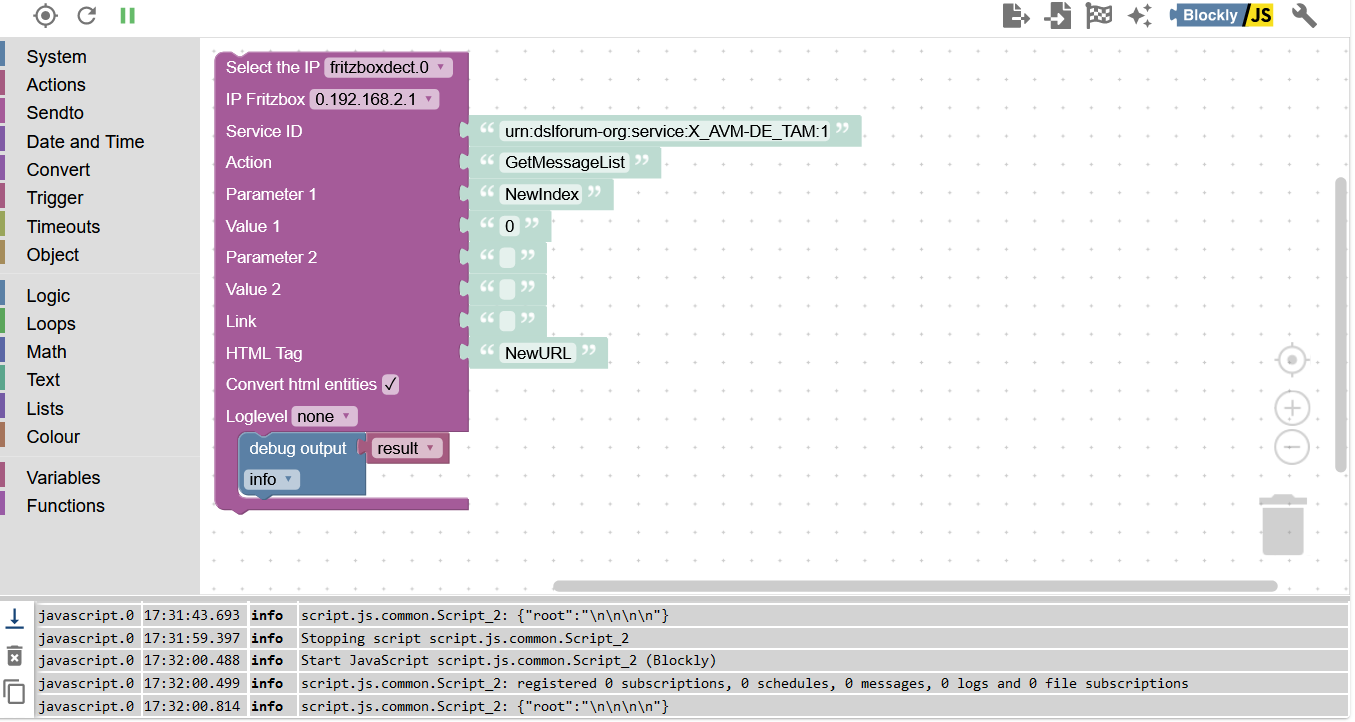 Blockly/JS
System
Actions
Sendto
Date and Time
Convert
Trigger
Timeouts
Object
Logic
Loops
Math
Text
Lists
Colour
Variables
Functions
Select the IP fritzboxdect.0
IP Fritzbox 0.192.168.2.1
Service ID “ urn:dslforum-org:service:X_AVM-DE_TAM:1 ”
Action “ GetMessageList ”
Parameter 1 “ NewIndex ”
Value 1 “ 0 ”
Parameter 2 “ ”
Value 2 “ ”
Link “ ”
HTML Tag “ NewURL ”
Convert html entities ✓
Loglevel none
debug output result
info
javascript.0 17:31:43.693 info script.js.common.Script_2: {"root":"\n\n\n\n"}
javascript.0 17:31:59.397 info Stopping script script.js.common.Script_2
javascript.0 17:32:00.488 info Start JavaScript script.js.common.Script_2 (Blockly)
javascript.0 17:32:00.499 info script.js.common.Script_2: registered 0 subscriptions, 0 schedules, 0 messages, 0 logs and 0 file subscriptions
javascript.0 17:32:00.814 info script.js.common.Script_2: {"root":"\n\n\n\n"}